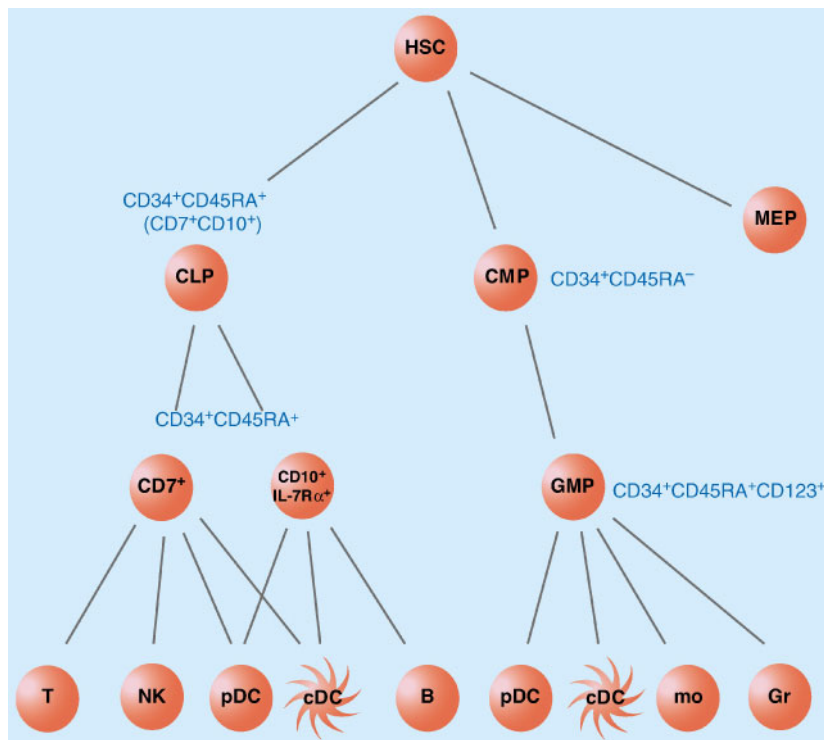 HSC
CD34⁺CD45RA⁺
(CD7⁺CD10⁺)
MEP
CLP
CMP
CD34⁺CD45RA⁻
CD34⁺CD45RA⁺
CD7⁺
CD10⁺
IL-7Rα⁺
GMP
CD34⁺CD45RA⁺CD123⁺
T
NK
pDC
cDC
B
pDC
cDC
mo
Gr